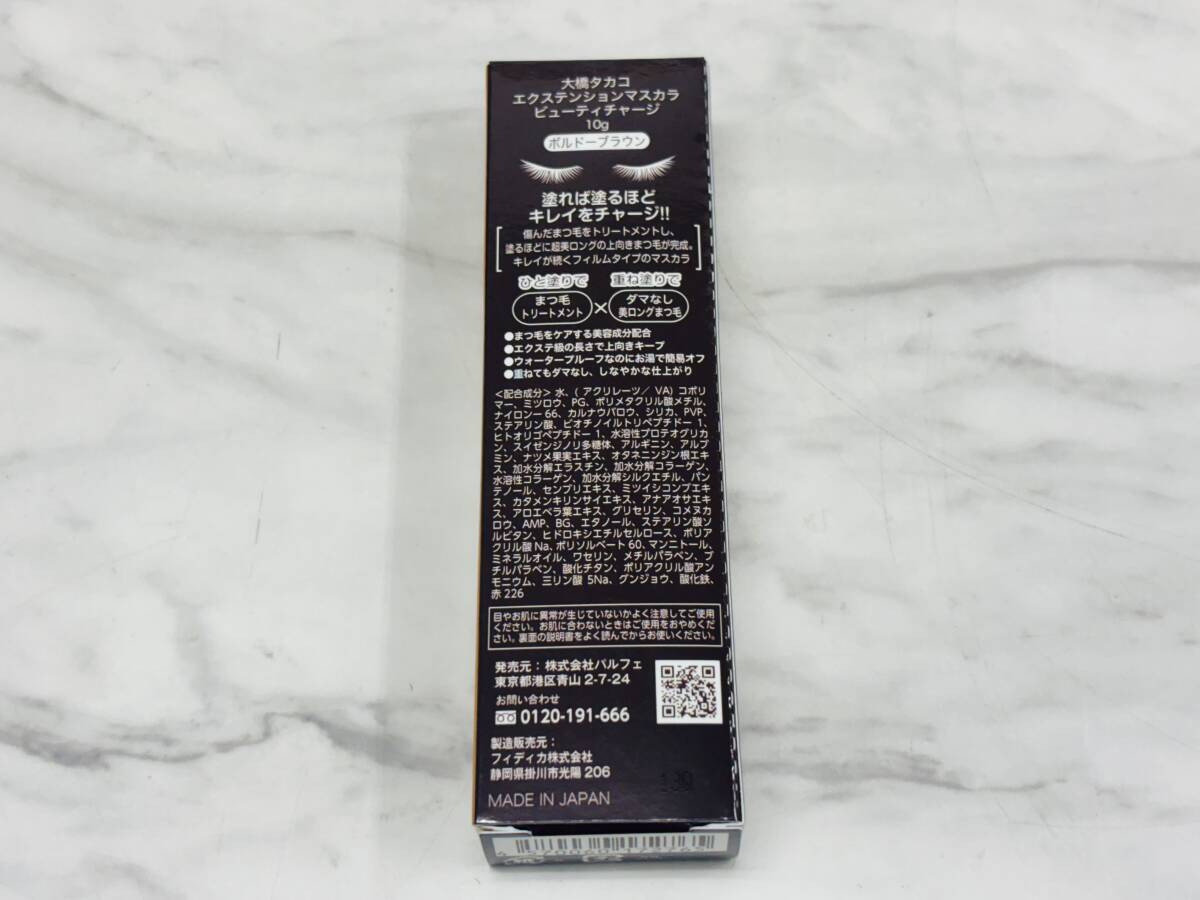 大橋タカコ
エクステンションマスカラ
ビューティチャージ
10g
ボルドーブラウン
塗れば塗るほど
キレイをチャージ!!
傷んだまつ毛をトリートメントし、
塗るほどに超美ロングの上向きまつ毛が完成。
キレイが続くフィルムタイプのマスカラ
ひと塗りで 重ね塗りで
まつ毛 ダマなし
トリートメント × 美ロングまつ毛
●まつ毛をケアする美容成分配合
●エクステ級の長さで上向きキープ
●ウォータープルーフなのにお湯で簡易オフ
●重ねてもダマなし、しなやかな仕上がり
＜配合成分＞ 水、( アクリレーツ／ VA) コポリ
マー、ミツロウ、PG、ポリメタクリル酸メチル、
ナイロン－66、カルナウバロウ、シリカ、PVP、
ステアリン酸、ビオチノイルトリペプチドー 1、
ヒトオリゴペプチドー 1、水溶性プロテオグリカ
ン、スイゼンジノリ多糖体、アルギニン、アルブ
ミン、ナツメ果実エキス、オタネニンジン根エキ
ス、加水分解エラスチン、加水分解コラーゲン、
水溶性コラーゲン、加水分解シルクエチル、パン
テノール、センブリエキス、ミツイシコンブエキ
ス、カタメンキリンサイエキス、アナアオサエキ
ス、アロエベラ葉エキス、グリセリン、コメヌカ
ロウ、AMP、BG、エタノール、ステアリン酸ソ
ルビタン、ヒドロキシエチルセルロース、ポリア
クリル酸 Na、ポリソルベート 60、マンニトール、
ミネラルオイル、ワセリン、メチルパラベン、ブ
チルパラベン、酸化チタン、ポリアクリル酸アン
モニウム、三リン酸 5Na、グンジョウ、酸化鉄、
赤 226
目やお肌に異常が生じていないかよく注意してご使用
ください。お肌に合わないときはご使用をおやめくだ
さい。裏面の説明書をよく読んでからお使いください。
発売元：株式会社パルフェ
東京都港区青山 2-7-24
お問い合わせ
0120-191-666
製造販売元：
フィディカ株式会社
静岡県掛川市光陽 206
MADE IN JAPAN